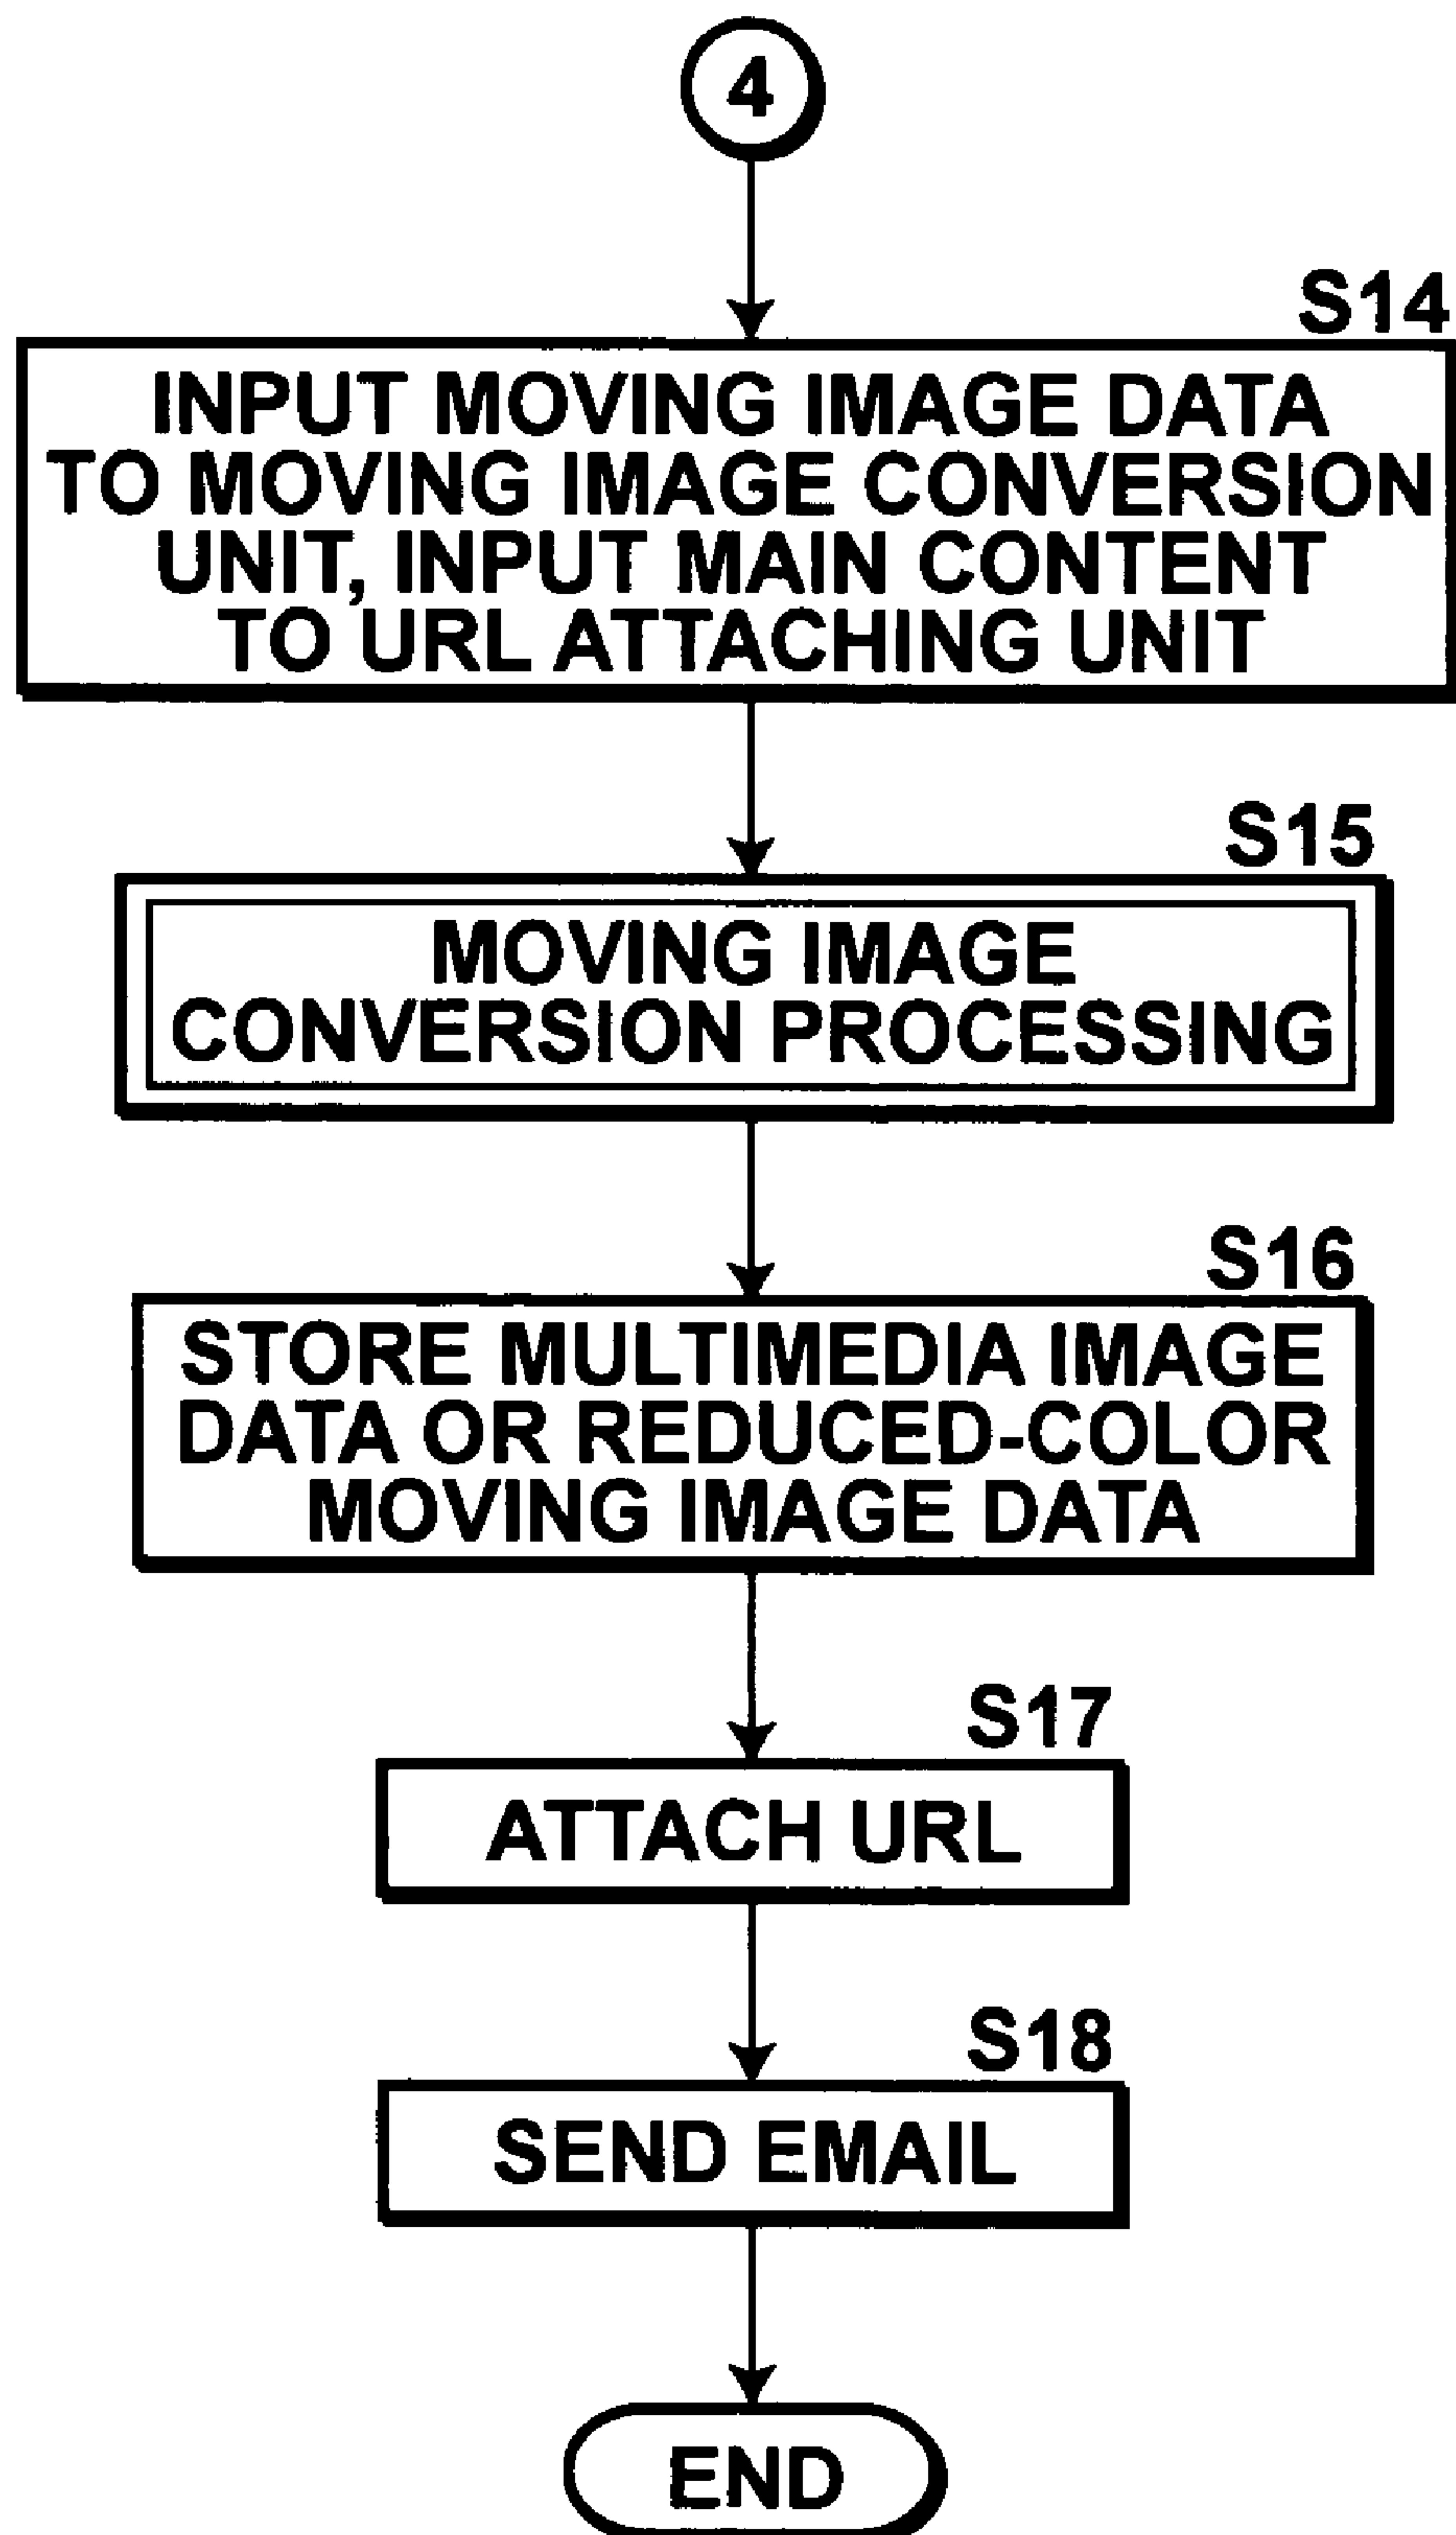 4
S14
INPUT MOVING IMAGE DATA
TO MOVING IMAGE CONVERSION
UNIT, INPUT MAIN CONTENT
TO URL ATTACHING UNIT
S15
MOVING IMAGE
CONVERSION PROCESSING
S16
STORE MULTIMEDIA IMAGE
DATA OR REDUCED-COLOR
MOVING IMAGE DATA
S17
ATTACH URL
S18
SEND EMAIL
END